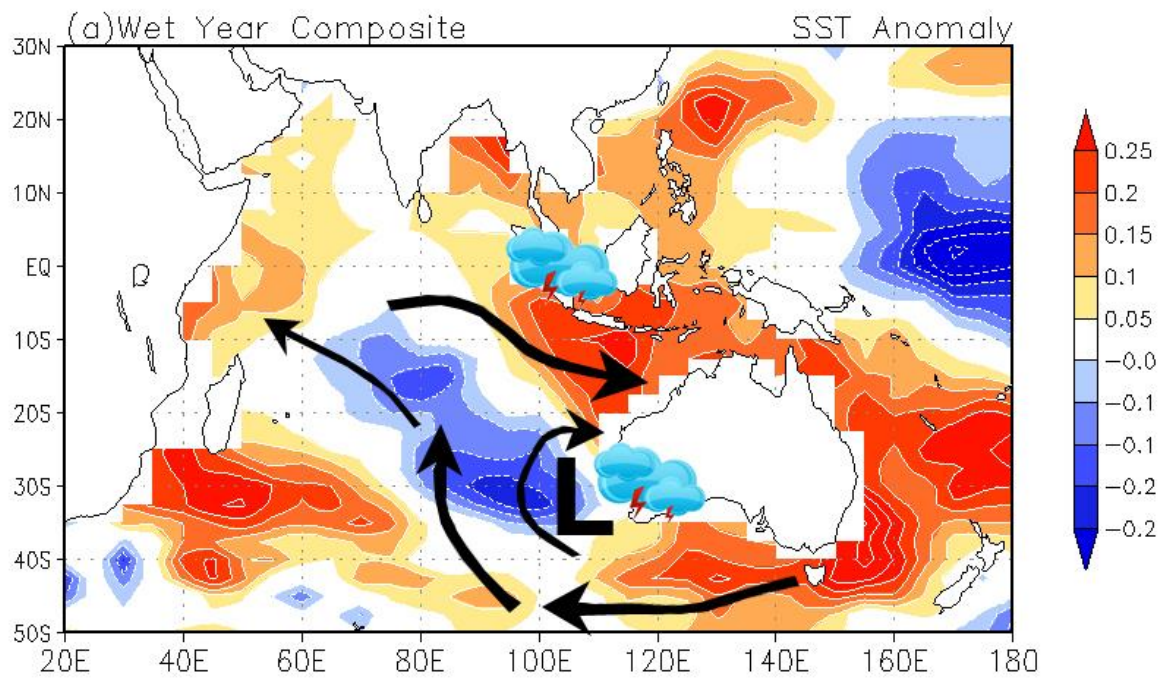 (a)Wet Year Composite SST Anomaly
30N
20N
10N
EQ
10S
20S
30S
40S
50S
20E 40E 60E 80E 100E 120E 140E 160E 180
0.25
0.2
0.15
0.1
0.05
-0.0
-0.1
-0.1
-0.2
-0.2
L